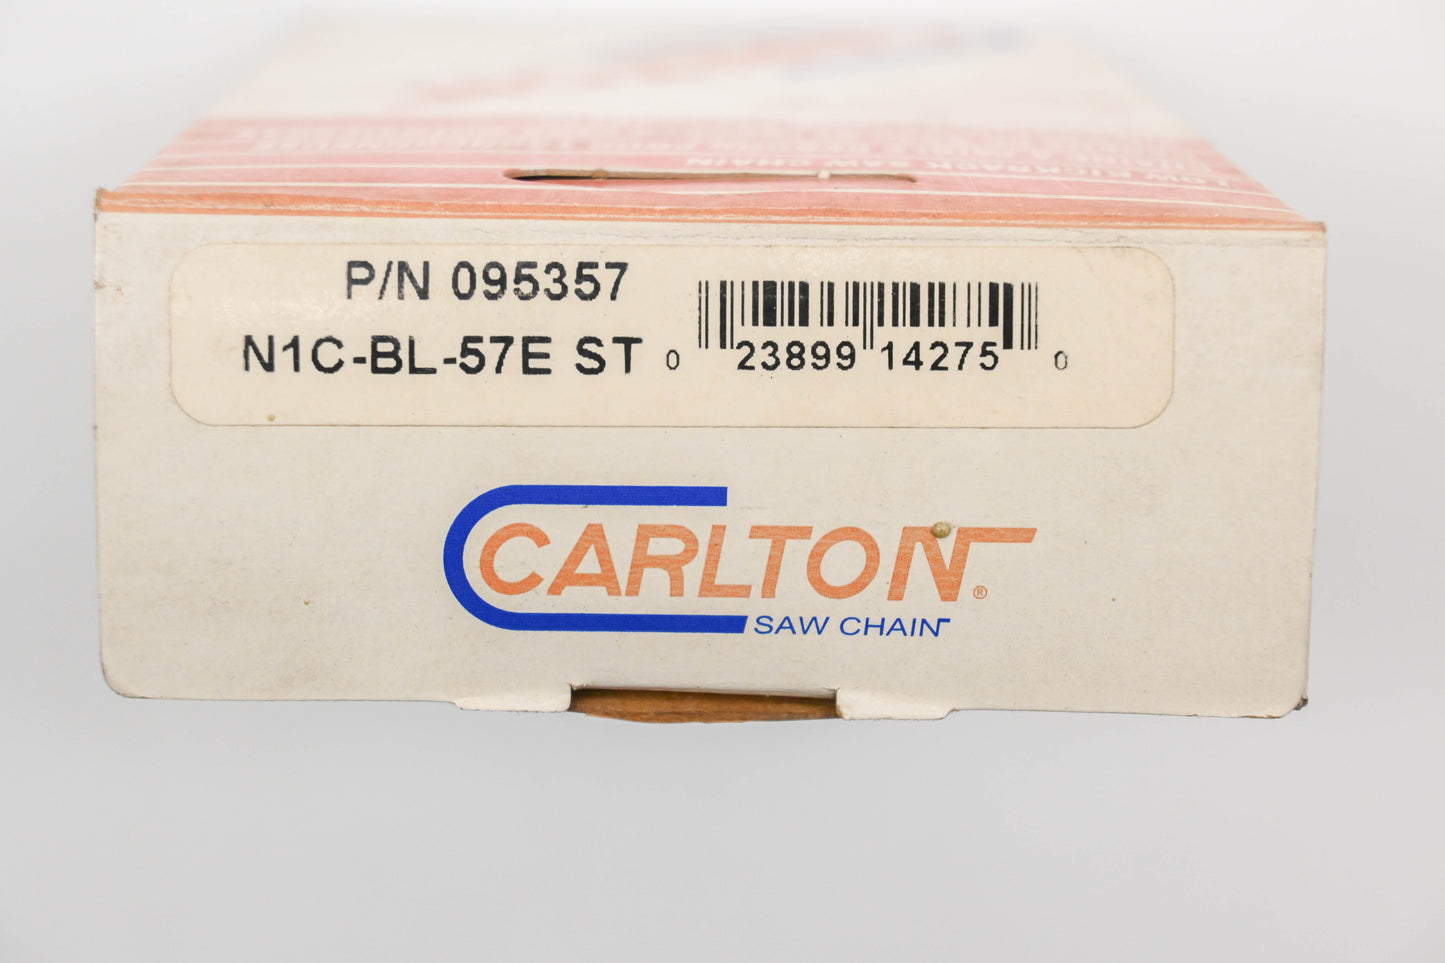 LOW KICKBACK SAW CHAIN
P/N 095357
N1C-BL-57E ST
0 23899 14275 0
CARLTON®
SAW CHAIN